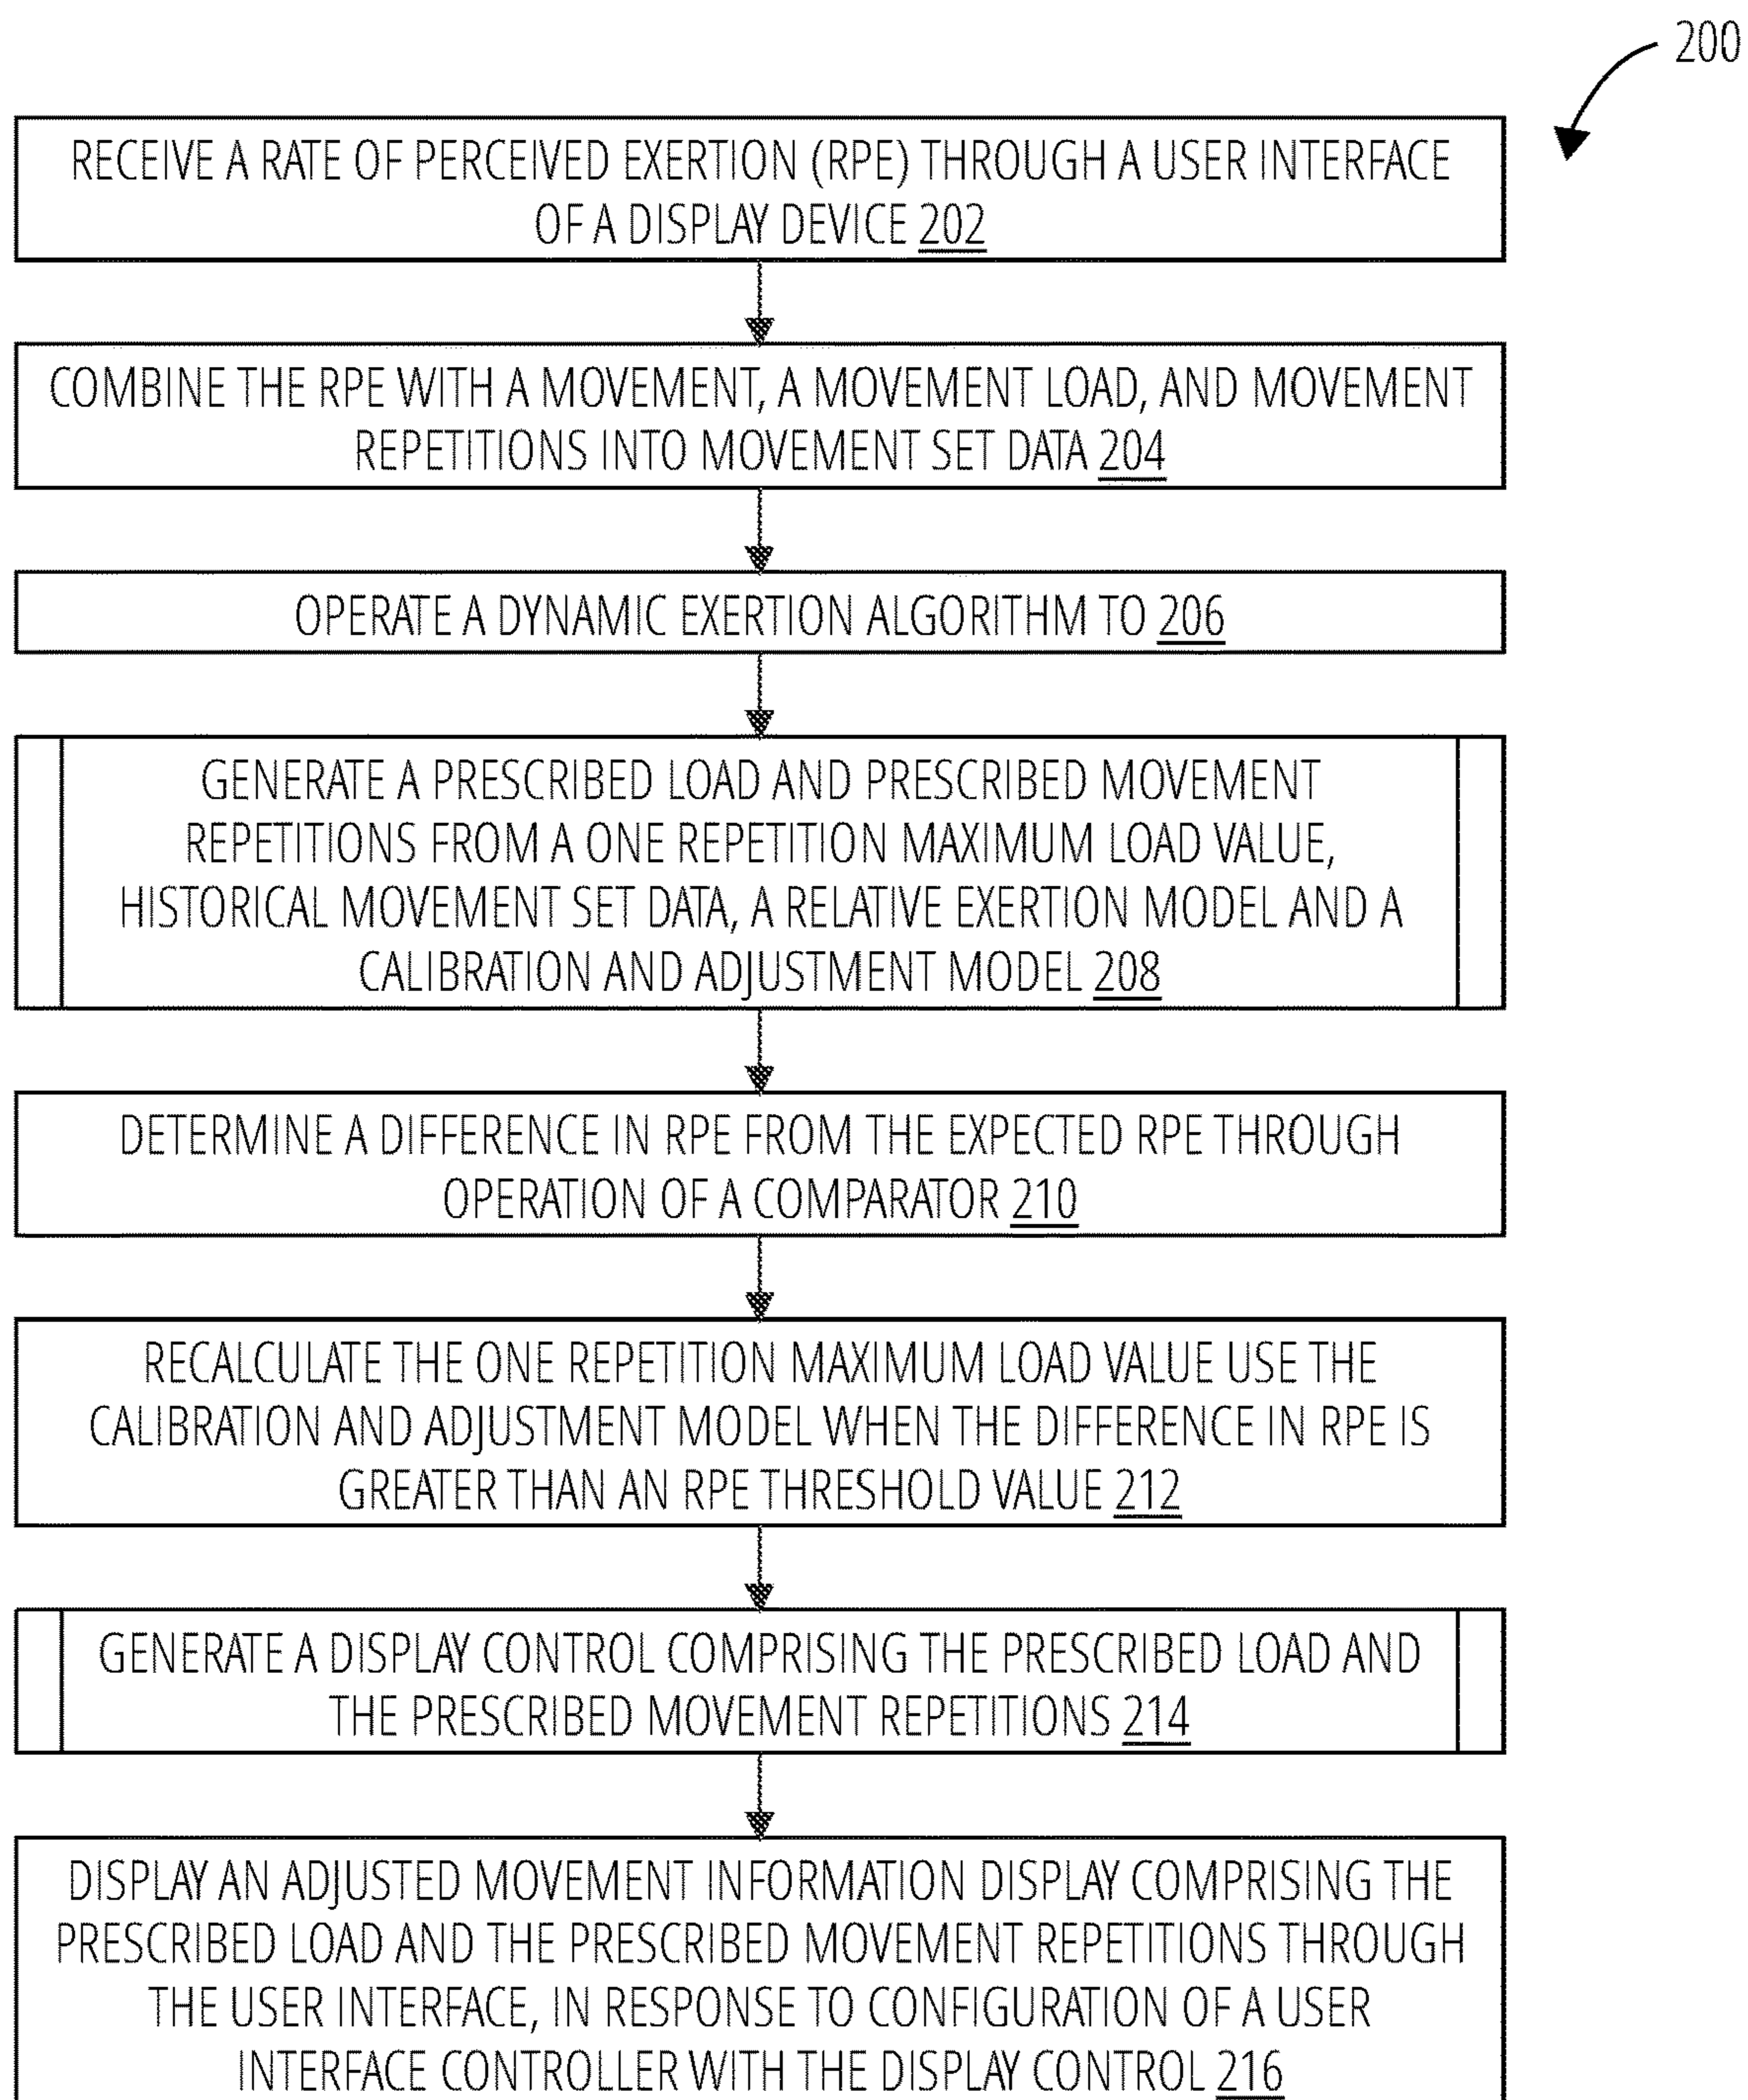 200
RECEIVE A RATE OF PERCEIVED EXERTION (RPE) THROUGH A USER INTERFACE
OF A DISPLAY DEVICE 202
COMBINE THE RPE WITH A MOVEMENT, A MOVEMENT LOAD, AND MOVEMENT
REPETITIONS INTO MOVEMENT SET DATA 204
OPERATE A DYNAMIC EXERTION ALGORITHM TO 206
GENERATE A PRESCRIBED LOAD AND PRESCRIBED MOVEMENT
REPETITIONS FROM A ONE REPETITION MAXIMUM LOAD VALUE,
HISTORICAL MOVEMENT SET DATA, A RELATIVE EXERTION MODEL AND A
CALIBRATION AND ADJUSTMENT MODEL 208
DETERMINE A DIFFERENCE IN RPE FROM THE EXPECTED RPE THROUGH
OPERATION OF A COMPARATOR 210
RECALCULATE THE ONE REPETITION MAXIMUM LOAD VALUE USE THE
CALIBRATION AND ADJUSTMENT MODEL WHEN THE DIFFERENCE IN RPE IS
GREATER THAN AN RPE THRESHOLD VALUE 212
GENERATE A DISPLAY CONTROL COMPRISING THE PRESCRIBED LOAD AND
THE PRESCRIBED MOVEMENT REPETITIONS 214
DISPLAY AN ADJUSTED MOVEMENT INFORMATION DISPLAY COMPRISING THE
PRESCRIBED LOAD AND THE PRESCRIBED MOVEMENT REPETITIONS THROUGH
THE USER INTERFACE, IN RESPONSE TO CONFIGURATION OF A USER
INTERFACE CONTROLLER WITH THE DISPLAY CONTROL 216